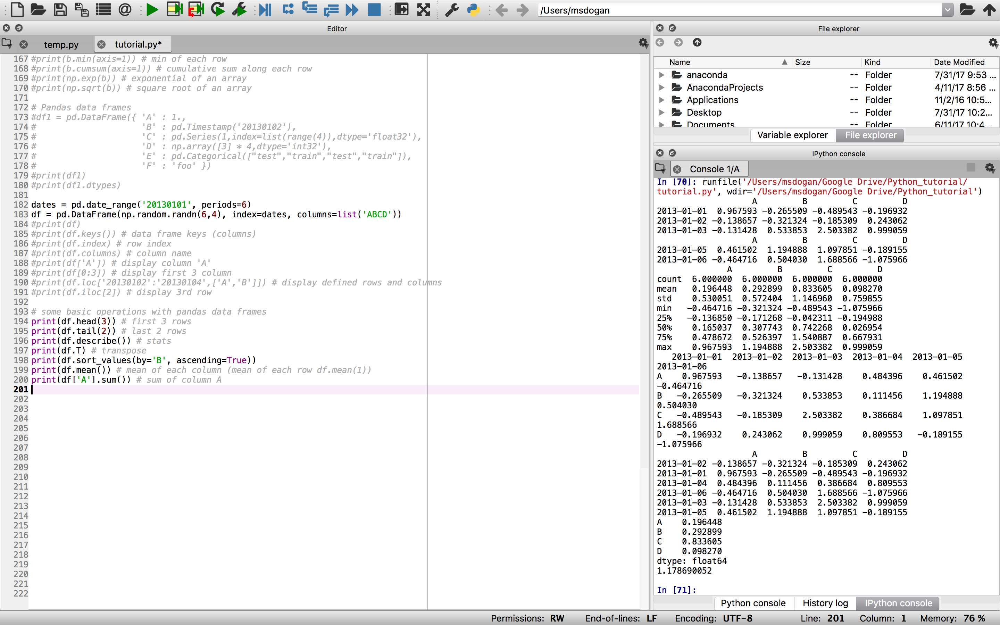 /Users/msdogan
Editor
temp.py
tutorial.py*
167 #print(b.min(axis=1)) # min of each row
168 #print(b.cumsum(axis=1)) # cumulative sum along each row
169 #print(np.exp(b)) # exponential of an array
170 #print(np.sqrt(b)) # square root of an array
171
172 # Pandas data frames
173 #df1 = pd.DataFrame({ 'A' : 1.,
174 #                     'B' : pd.Timestamp('20130102'),
175 #                     'C' : pd.Series(1,index=list(range(4)),dtype='float32'),
176 #                     'D' : np.array([3] * 4,dtype='int32'),
177 #                     'E' : pd.Categorical(["test","train","test","train"]),
178 #                     'F' : 'foo' })
179 #print(df1)
180 #print(df1.dtypes)
181
182 dates = pd.date_range('20130101', periods=6)
183 df = pd.DataFrame(np.random.randn(6,4), index=dates, columns=list('ABCD'))
184 #print(df)
185 #print(df.keys()) # data frame keys (columns)
186 #print(df.index) # row index
187 #print(df.columns) # column name
188 #print(df['A']) # display column 'A'
189 #print(df[0:3]) # display first 3 column
190 #print(df.loc['20130102':'20130104',['A','B']]) # display defined rows and columns
191 #print(df.iloc[2]) # display 3rd row
192
193 # some basic operations with pandas data frames
194 print(df.head(3)) # first 3 rows
195 print(df.tail(2)) # last 2 rows
196 print(df.describe()) # stats
197 print(df.T) # transpose
198 print(df.sort_values(by='B', ascending=True))
199 print(df.mean()) # mean of each column (mean of each row df.mean(1))
200 print(df['A'].sum()) # sum of column A
201
202
203
204
205
206
207
208
209
210
211
212
213
214
215
216
217
218
219
220
221
222
File explorer
Name Size Kind Date Modified
anaconda -- Folder 7/31/17 9:53 ...
AnacondaProjects -- Folder 4/11/17 8:56 ...
Applications -- Folder 11/2/16 10:5...
Desktop -- Folder 7/31/17 10:2...
Documents -- Folder 6/11/17 10:4...
Variable explorer File explorer
IPython console
Console 1/A
In [70]: runfile('/Users/msdogan/Google Drive/Python_tutorial/
tutorial.py', wdir='/Users/msdogan/Google Drive/Python_tutorial')
A B C D
2013-01-01 0.967593 -0.265509 -0.489543 -0.196932
2013-01-02 -0.138657 -0.321324 -0.185309 0.243062
2013-01-03 -0.131428 0.533853 2.503382 0.999059
A B C D
2013-01-05 0.461502 1.194888 1.097851 -0.189155
2013-01-06 -0.464716 0.504030 1.688566 -1.075966
A B C D
count 6.000000 6.000000 6.000000 6.000000
mean 0.196448 0.292899 0.833605 0.098270
std 0.530051 0.572404 1.146960 0.759855
min -0.464716 -0.321324 -0.489543 -1.075966
25% -0.136850 -0.171268 -0.042311 -0.194988
50% 0.165037 0.307743 0.742268 0.026954
75% 0.478672 0.526397 1.540887 0.667931
max 0.967593 1.194888 2.503382 0.999059
2013-01-01 2013-01-02 2013-01-03 2013-01-04 2013-01-05
2013-01-06
A 0.967593 -0.138657 -0.131428 0.484396 0.461502
-0.464716
B -0.265509 -0.321324 0.533853 0.111456 1.194888
0.504030
C -0.489543 -0.185309 2.503382 0.386684 1.097851
1.688566
D -0.196932 0.243062 0.999059 0.809553 -0.189155
-1.075966
A B C D
2013-01-02 -0.138657 -0.321324 -0.185309 0.243062
2013-01-01 0.967593 -0.265509 -0.489543 -0.196932
2013-01-04 0.484396 0.111456 0.386684 0.809553
2013-01-06 -0.464716 0.504030 1.688566 -1.075966
2013-01-03 -0.131428 0.533853 2.503382 0.999059
2013-01-05 0.461502 1.194888 1.097851 -0.189155
A 0.196448
B 0.292899
C 0.833605
D 0.098270
dtype: float64
1.178690052
In [71]:
Python console History log IPython console
Permissions: RW End-of-lines: LF Encoding: UTF-8 Line: 201 Column: 1 Memory: 76 %